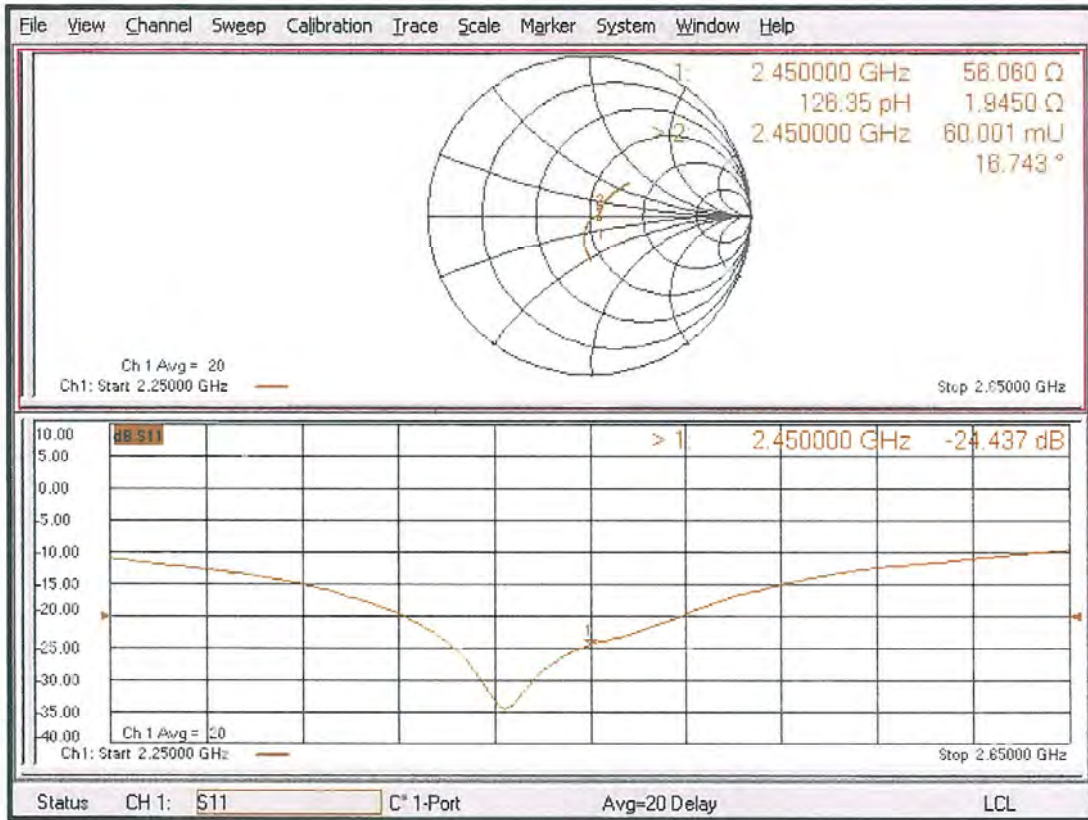 File View Channel Sweep Calibration Trace Scale Marker System Window Help
1: 2.450000 GHz 56.060 Ω
126.35 pH 1.9450 Ω
> 2: 2.450000 GHz 60.001 mU
16.743 °
Ch 1 Avg = 20
Ch1: Start 2.25000 GHz
Stop 2.65000 GHz
10.00 dB S11 > 1: 2.450000 GHz -24.437 dB
5.00
0.00
-5.00
-10.00
-15.00
-20.00
-25.00 1
-30.00
-35.00
-40.00 Ch 1 Avg = 20
Ch1: Start 2.25000 GHz
Stop 2.65000 GHz
Status CH 1: S11 C* 1-Port Avg=20 Delay LCL